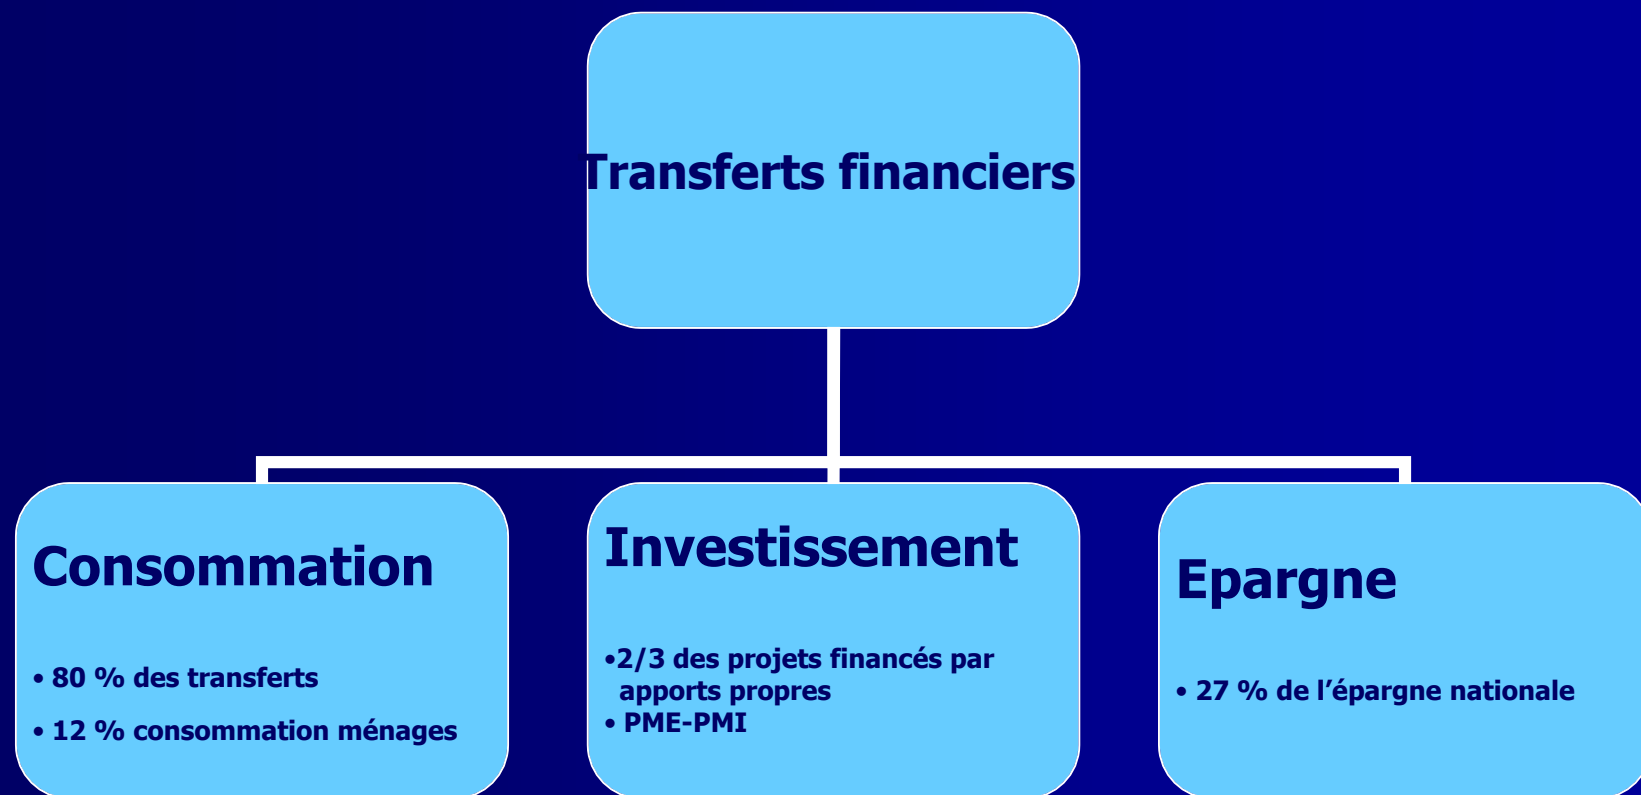 Transferts financiers
Consommation
• 80 % des transferts
• 12 % consommation ménages
Investissement
•2/3 des projets financés par
apports propres
• PME-PMI
Epargne
• 27 % de l’épargne nationale